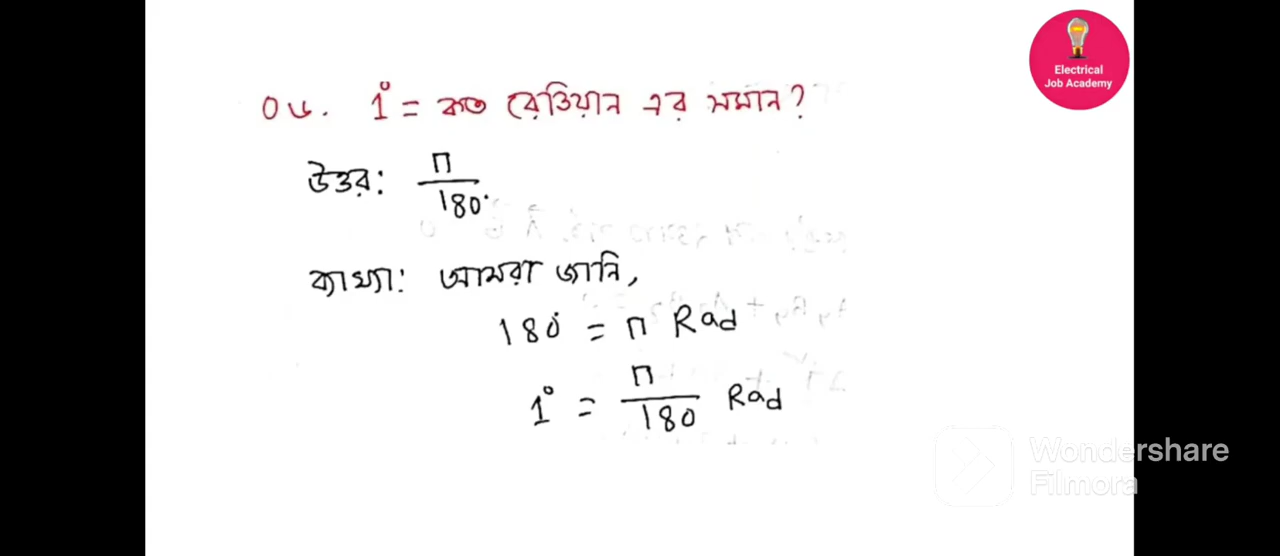 Electrical
Job Academy
০৬. 1° = কত রেডিয়ান এর সমান?
উত্তর: π/180°
ব্যাখ্যা: আমরা জানি,
180° = π Rad
1° = π/180 Rad
Wondershare
Filmora